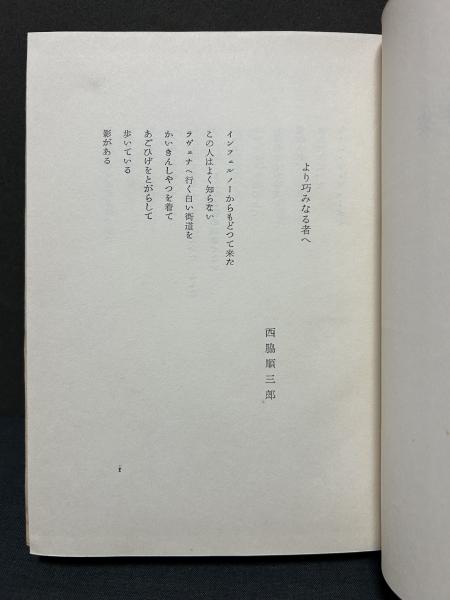 より巧みなる者へ
西脇順三郎
インフェルノーからもどつて来た
この人はよく知らない
ラヴェナへ行く白い街道を
かいきんしやつを着て
あごひげをとがらして
歩いている
影がある
1